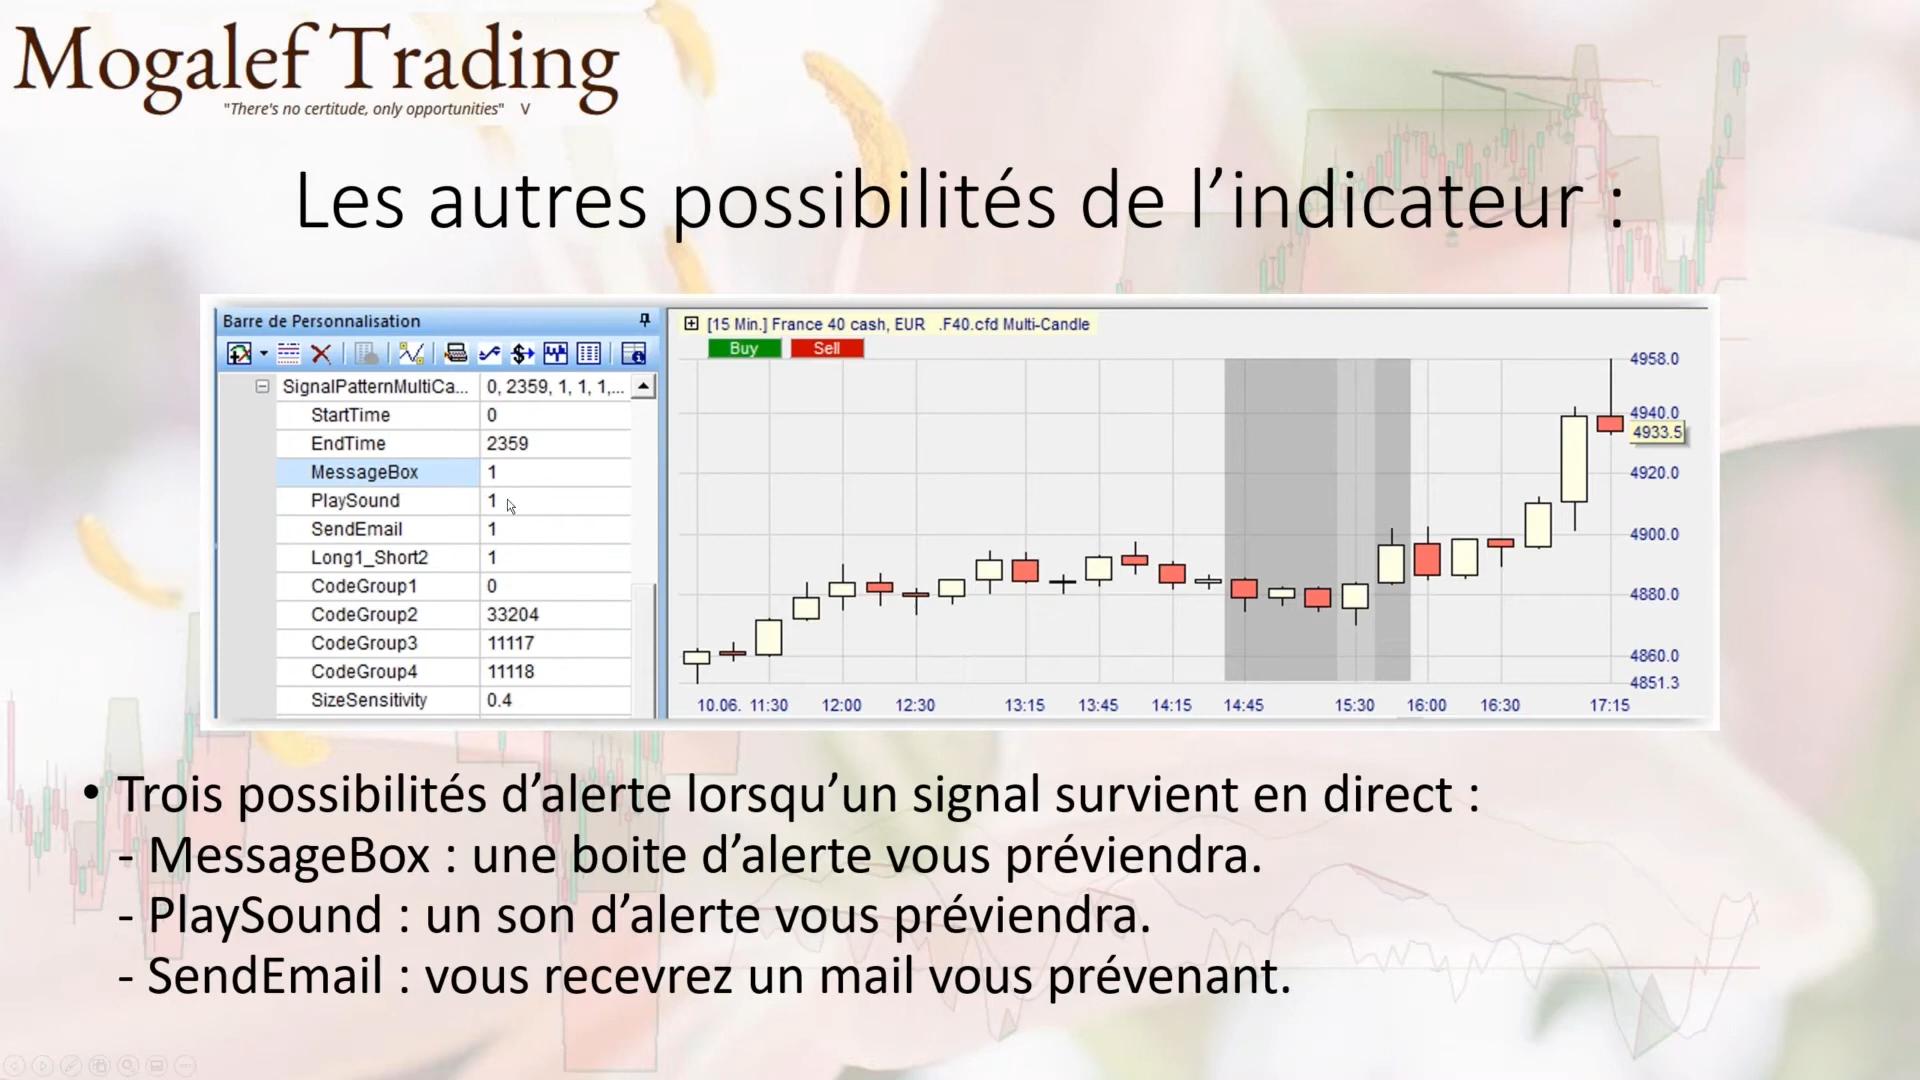 Mogalef Trading
"There's no certitude, only opportunities" V
Les autres possibilités de l’indicateur :
Barre de Personnalisation
SignalPatternMultiCa... 0, 2359, 1, 1, 1,...
StartTime 0
EndTime 2359
MessageBox 1
PlaySound 1
SendEmail 1
Long1_Short2 1
CodeGroup1 0
CodeGroup2 33204
CodeGroup3 11117
CodeGroup4 11118
SizeSensitivity 0.4
[15 Min.] France 40 cash, EUR .F40.cfd Multi-Candle
Buy Sell
4958.0
4940.0
4933.5
4920.0
4900.0
4880.0
4860.0
4851.3
10.06. 11:30 12:00 12:30 13:15 13:45 14:15 14:45 15:30 16:00 16:30 17:15
• Trois possibilités d’alerte lorsqu’un signal survient en direct :
- MessageBox : une boite d’alerte vous préviendra.
- PlaySound : un son d’alerte vous préviendra.
- SendEmail : vous recevrez un mail vous prévenant.